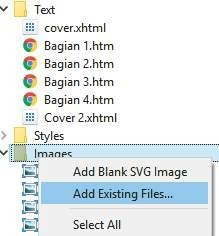 Text
cover.xhtml
Bagian 1.htm
Bagian 2.htm
Bagian 3.htm
Bagian 4.htm
Cover 2.xhtml
Styles
Images
Add Blank SVG Image
Add Existing Files...
Select All